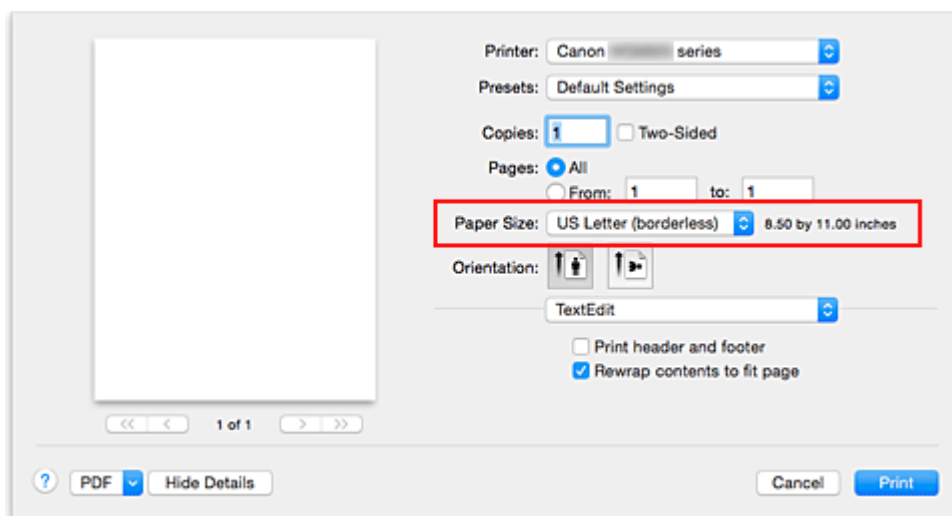 Printer: Canon series
Presets: Default Settings
Copies: 1 Two-Sided
Pages: All
From: 1 to: 1
Paper Size: US Letter (borderless) 8.50 by 11.00 inches
Orientation:
TextEdit
Print header and footer
Rewrap contents to fit page
1 of 1
? PDF Hide Details Cancel Print